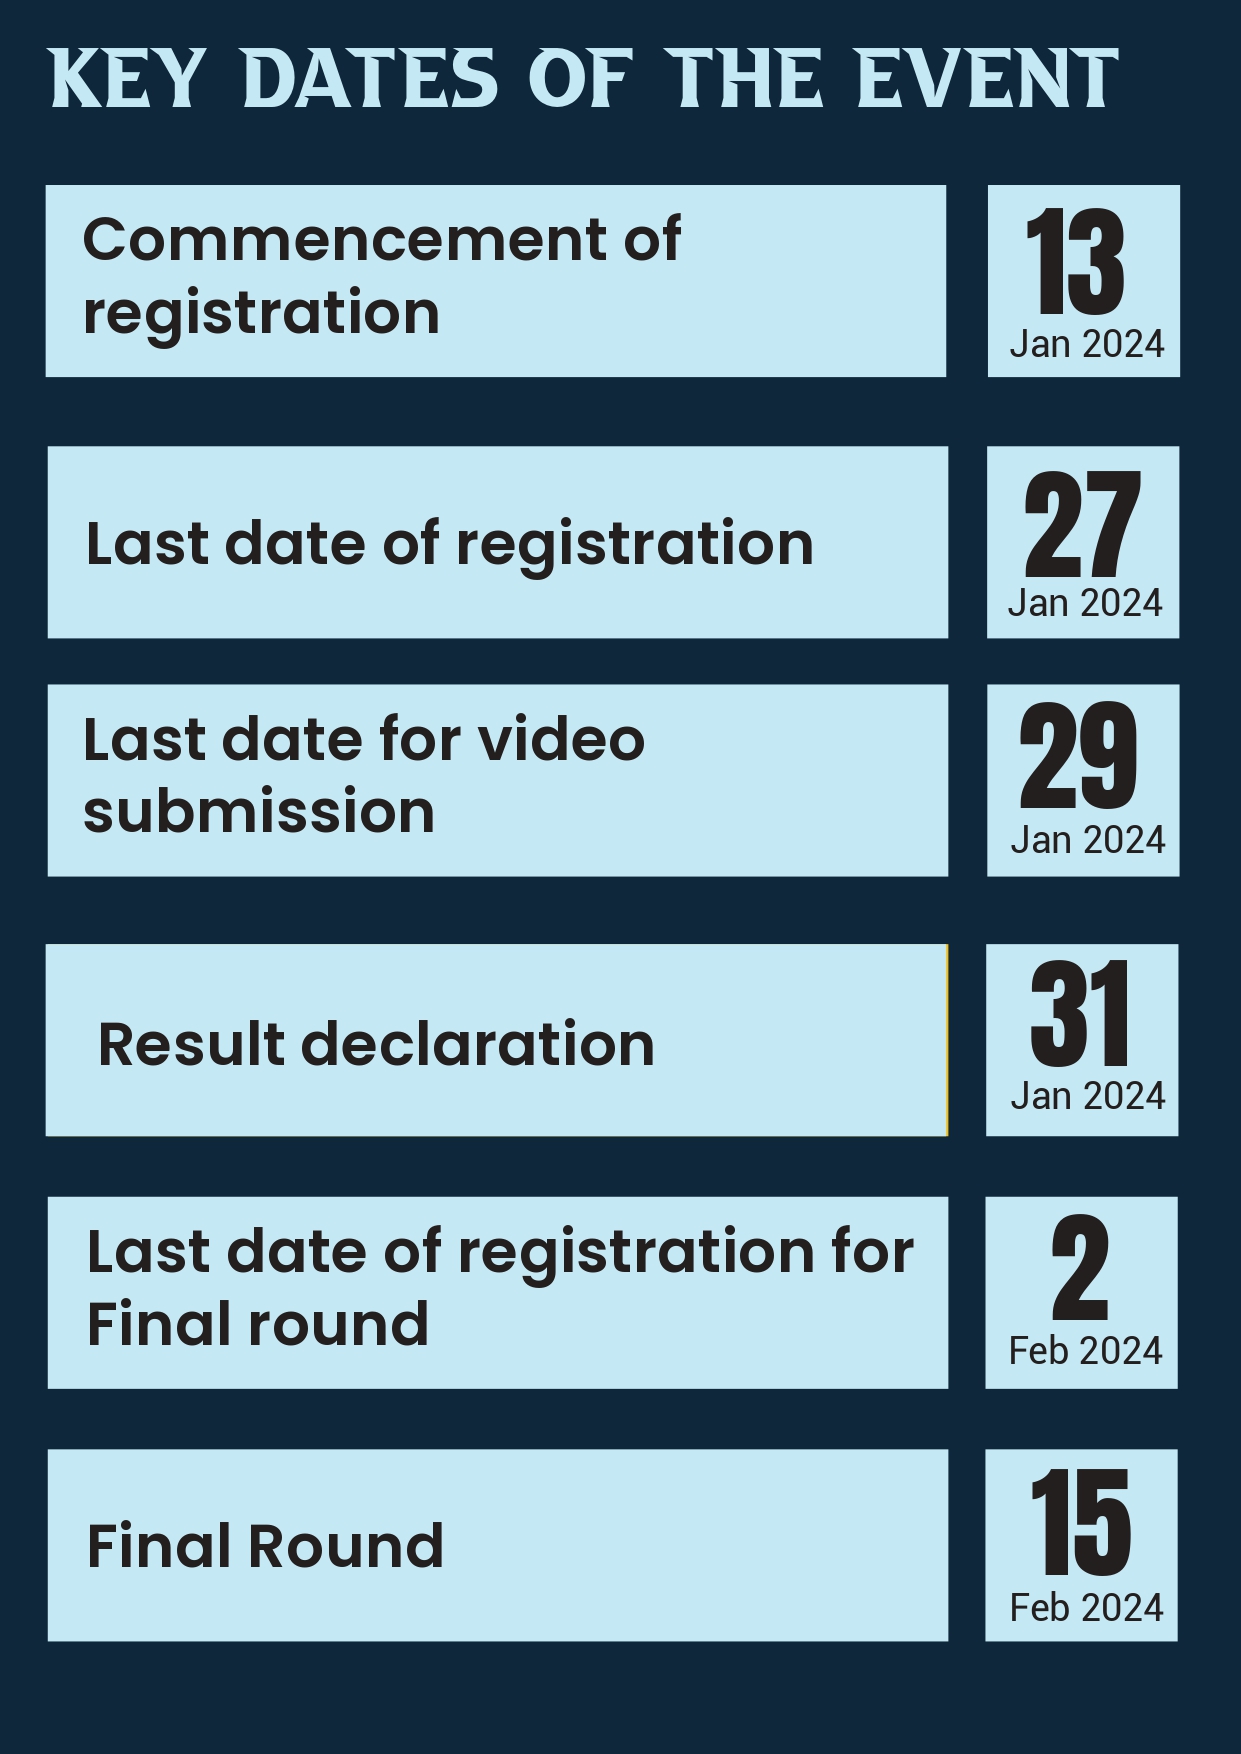 KEY DATES OF THE EVENT
Commencement of
registration
13
Jan 2024
Last date of registration
27
Jan 2024
Last date for video
submission
29
Jan 2024
Result declaration
31
Jan 2024
Last date of registration for
Final round
2
Feb 2024
Final Round
15
Feb 2024